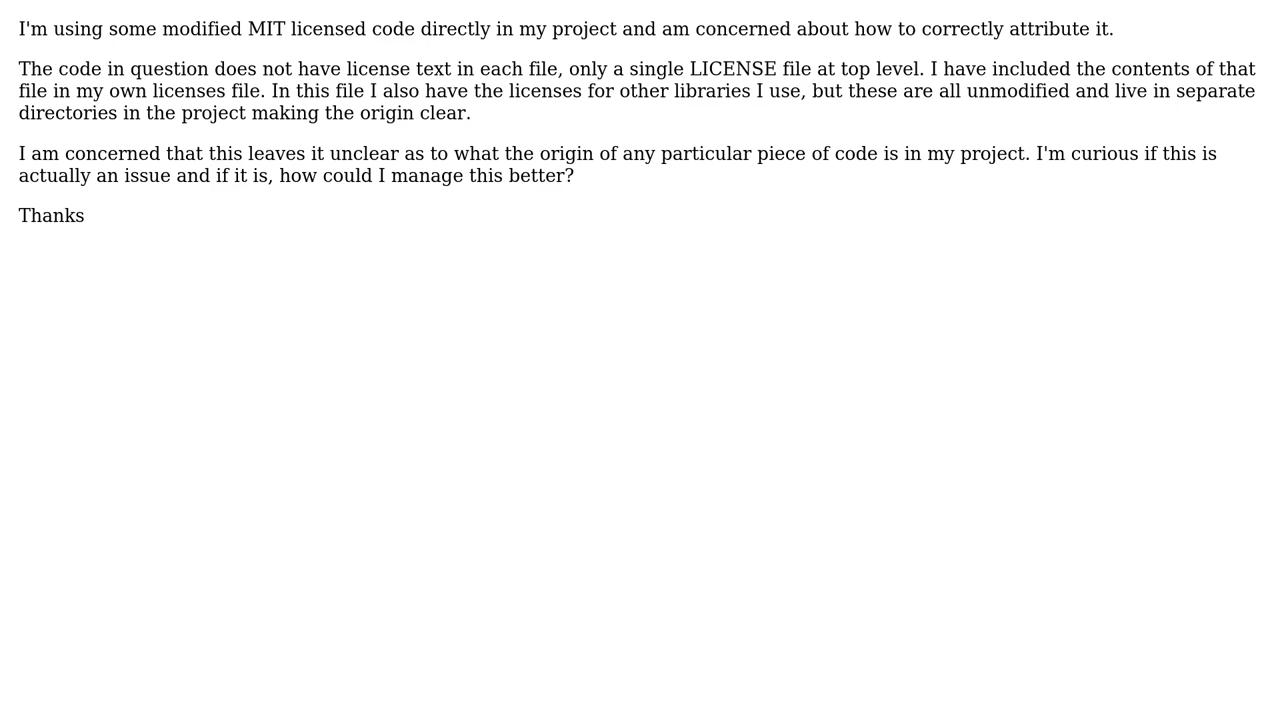 I'm using some modified MIT licensed code directly in my project and am concerned about how to correctly attribute it.
The code in question does not have license text in each file, only a single LICENSE file at top level. I have included the contents of that
file in my own licenses file. In this file I also have the licenses for other libraries I use, but these are all unmodified and live in separate
directories in the project making the origin clear.
I am concerned that this leaves it unclear as to what the origin of any particular piece of code is in my project. I'm curious if this is
actually an issue and if it is, how could I manage this better?
Thanks